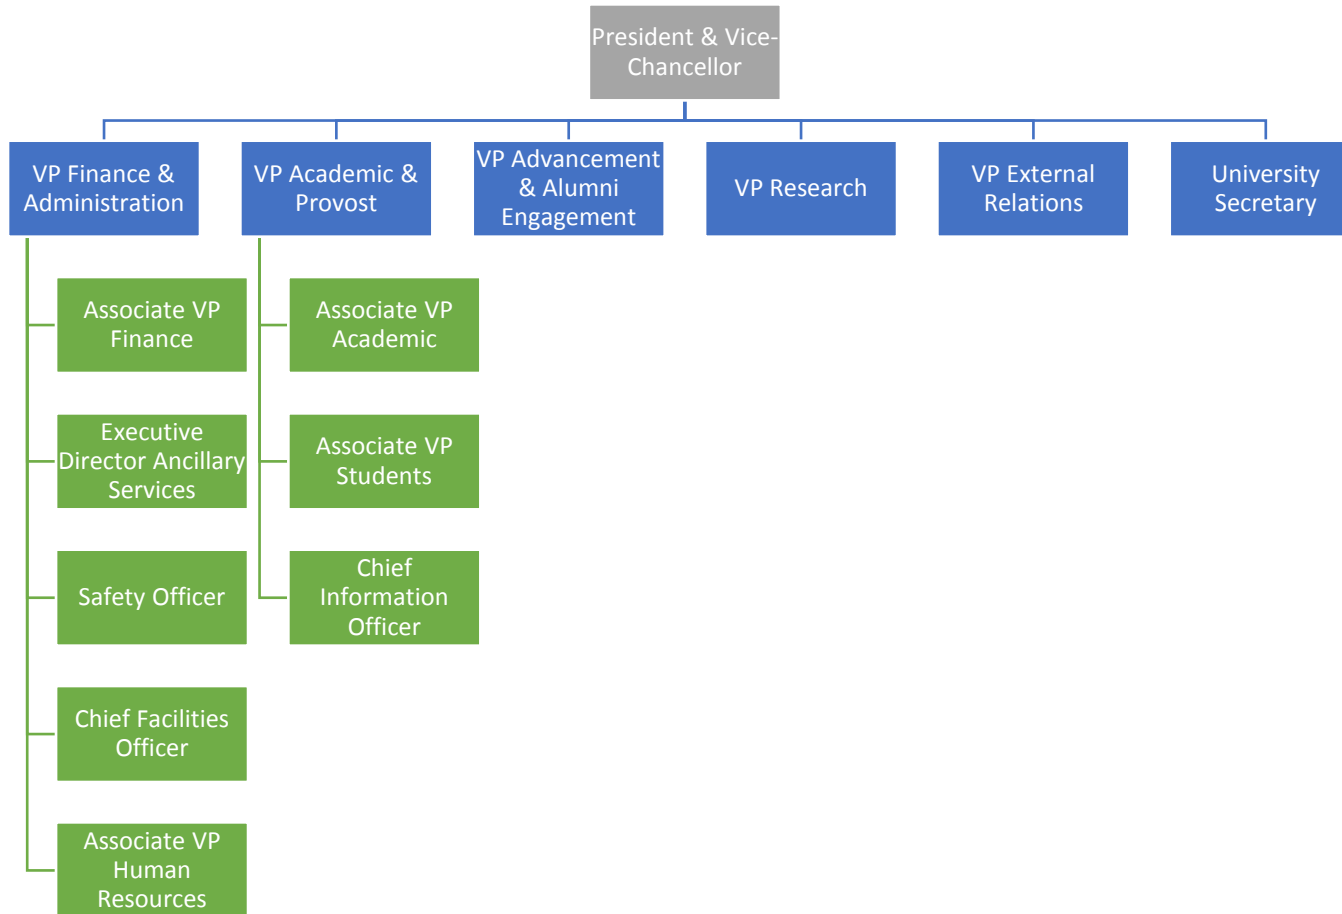 President & Vice-
Chancellor
VP Finance &
Administration
VP Academic &
Provost
VP Advancement
& Alumni
Engagement
VP Research
VP External
Relations
University
Secretary
Associate VP
Finance
Executive
Director Ancillary
Services
Safety Officer
Chief Facilities
Officer
Associate VP
Human
Resources
Associate VP
Academic
Associate VP
Students
Chief
Information
Officer